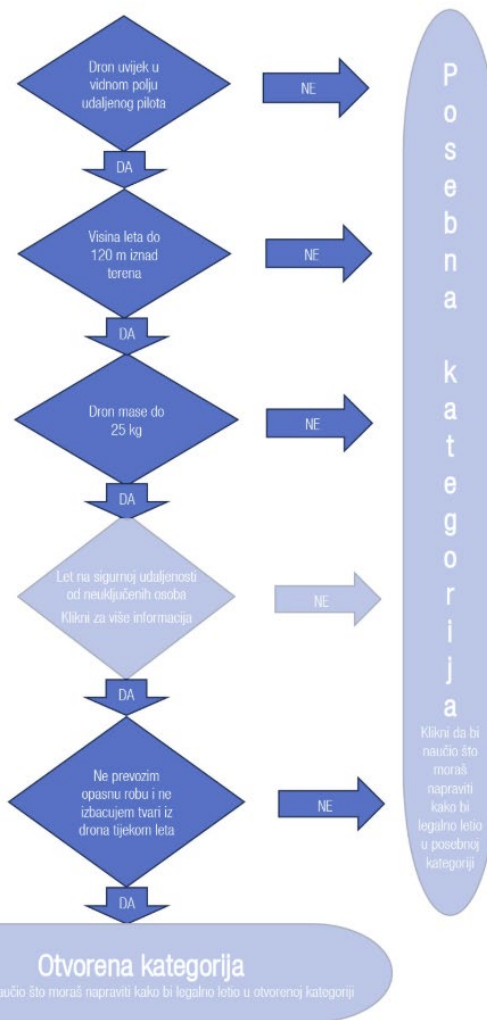 Dron uvijek u
vidnom polju
udaljenog pilota
NE
DA
Visina leta do
120 m iznad
terena
NE
DA
Dron mase do
25 kg
NE
DA
Let na sigurnoj udaljenosti
od neuključenih osoba
Klikni za više informacija
NE
DA
Ne prevozim
opasnu robu i ne
izbacujem tvari iz
drona tijekom leta
NE
DA
Posebna kategorija
Klikni da bi
naučio što
moraš
napraviti
kako bi
legalno letio
u posebnoj
kategoriji
Otvorena kategorija
što moraš napraviti kako bi legalno letio u otvorenoj kategoriji